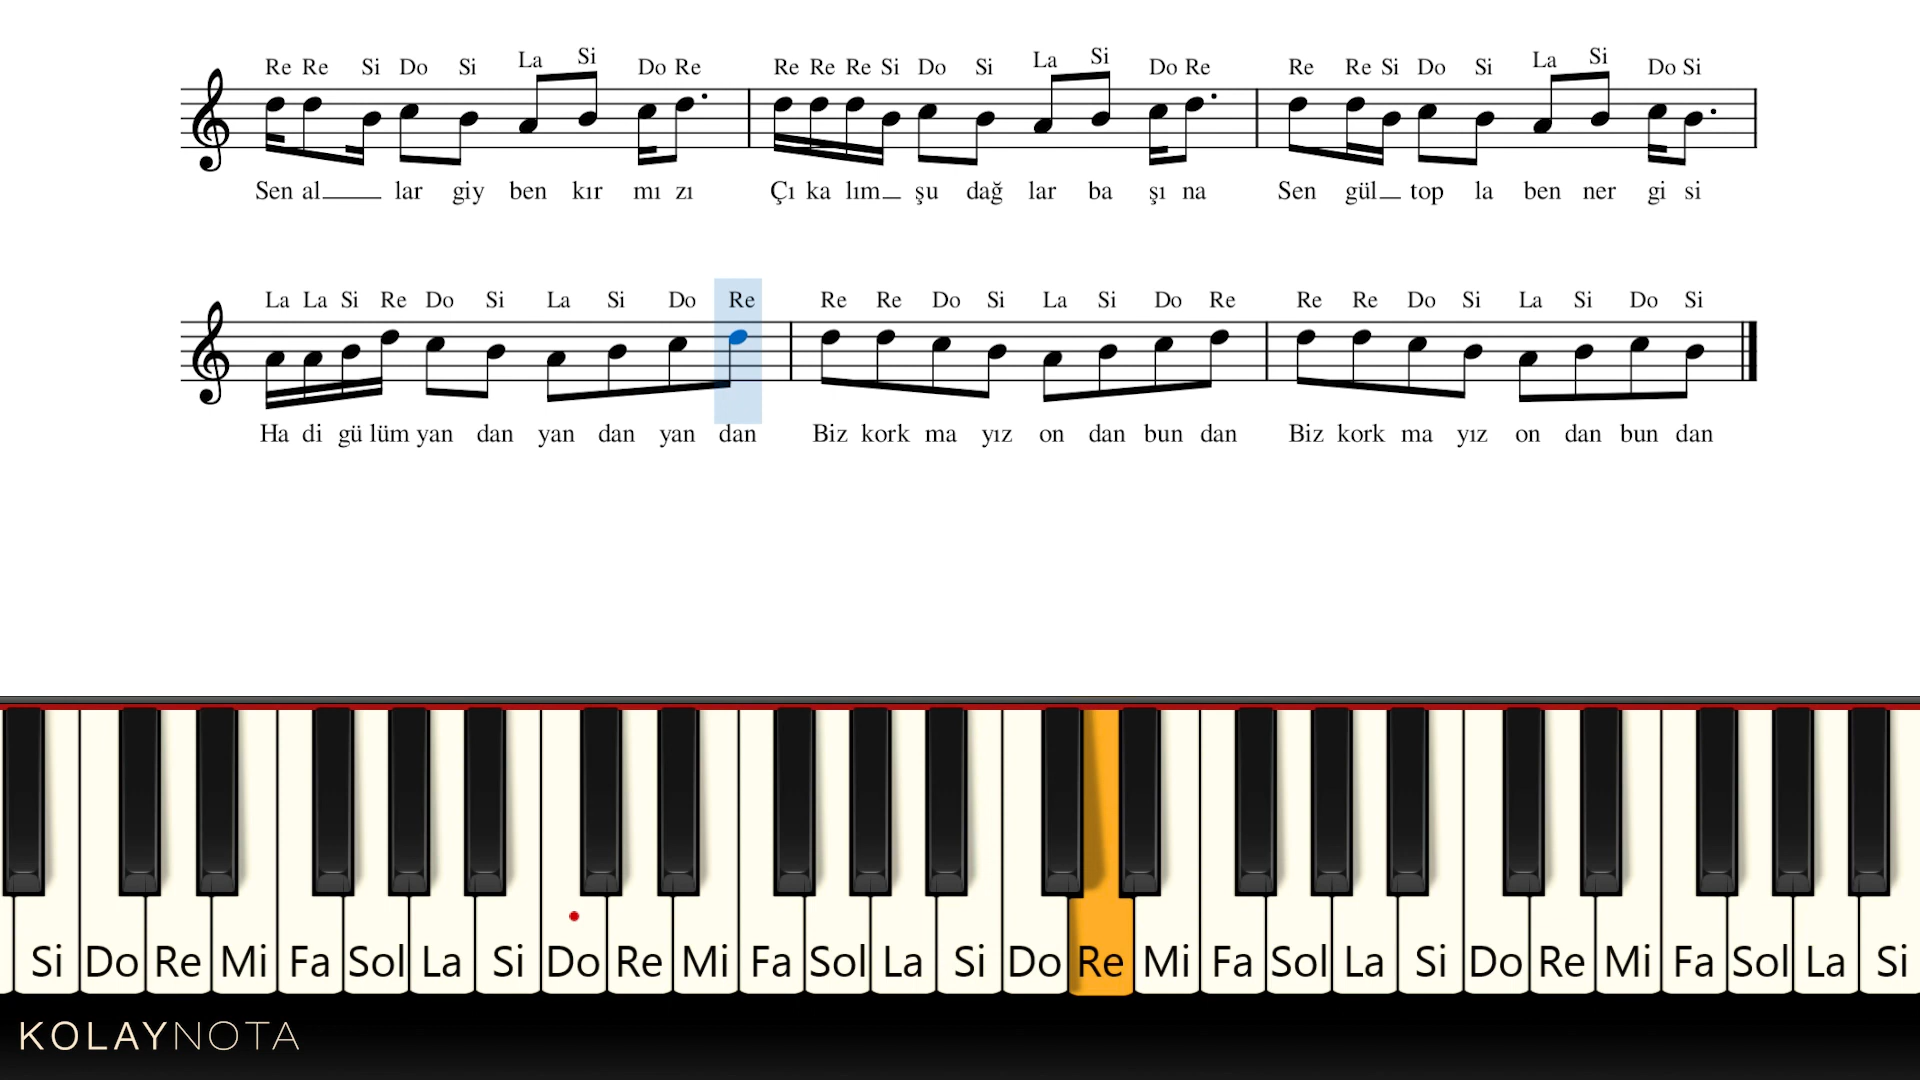 Re Re Si Do Si La Si Do Re Re Re Re Si Do Si La Si Do Re Re Re Si Do Si La Si Do Si
Sen al lar giy ben kır mı zı Çı ka lım şu dağ lar ba şı na Sen gül top la ben ner gi si
La La Si Re Do Si La Si Do Re Re Re Do Si La Si Do Re Re Re Do Si La Si Do Si
Ha di gü lüm yan dan yan dan yan dan Biz kork ma yız on dan bun dan Biz kork ma yız on dan bun dan
Si Do Re Mi Fa Sol La Si Do Re Mi Fa Sol La Si Do Re Mi Fa Sol La Si Do Re Mi Fa Sol La Si
KOLAYNOTA